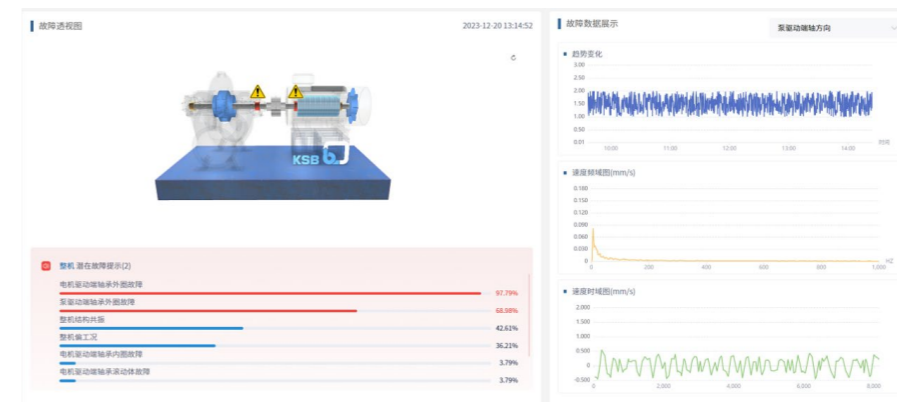 故障透视图
2023-12-20 13:14:52
KSB
整机 潜在故障提示(2)
电机驱动端轴承外圈故障
97.79%
泵驱动端轴承外圈故障
68.98%
整机结构共振
42.61%
整机偏工况
36.21%
电机驱动端轴承内圈故障
3.79%
电机驱动端轴承滚动体故障
3.79%
故障数据展示
泵驱动端轴方向
趋势变化
3.00
2.50
2.00
1.50
1.00
0.50
0.01
10:00 11:00 12:00 13:00 14:00
时间
速度频域图(mm/s)
0.180
0.150
0.120
0.090
0.060
0.030
0
0 200 400 600 800 1,000
HZ
速度时域图(mm/s)
2.000
1.500
1.000
0.500
0
-0.500
0 2,000 4,000 6,000 8,000